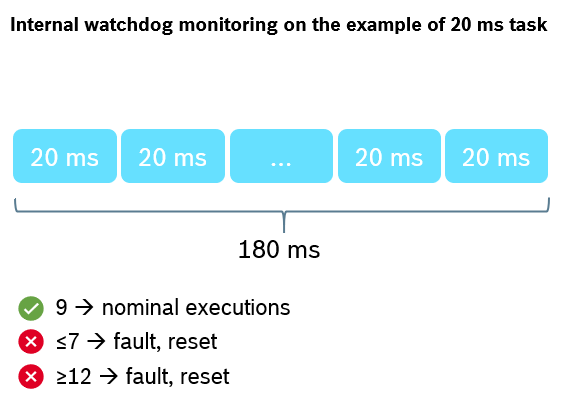 Internal watchdog monitoring on the example of 20 ms task
20 ms 20 ms ... 20 ms 20 ms
180 ms
9 → nominal executions
≤7 → fault, reset
≥12 → fault, reset